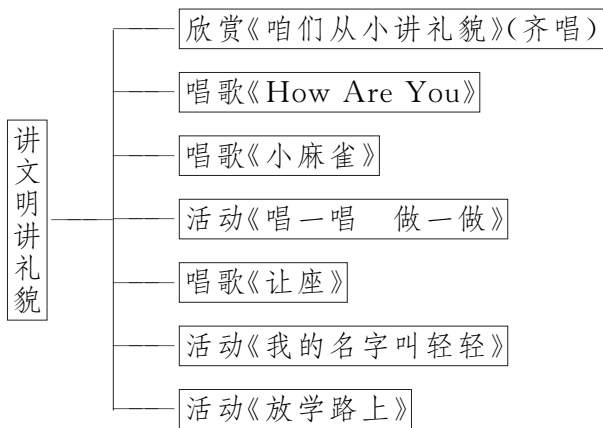 讲文明讲礼貌
欣赏《咱们从小讲礼貌》(齐唱)
唱歌《How Are You》
唱歌《小麻雀》
活动《唱一唱　做一做》
唱歌《让座》
活动《我的名字叫轻轻》
活动《放学路上》